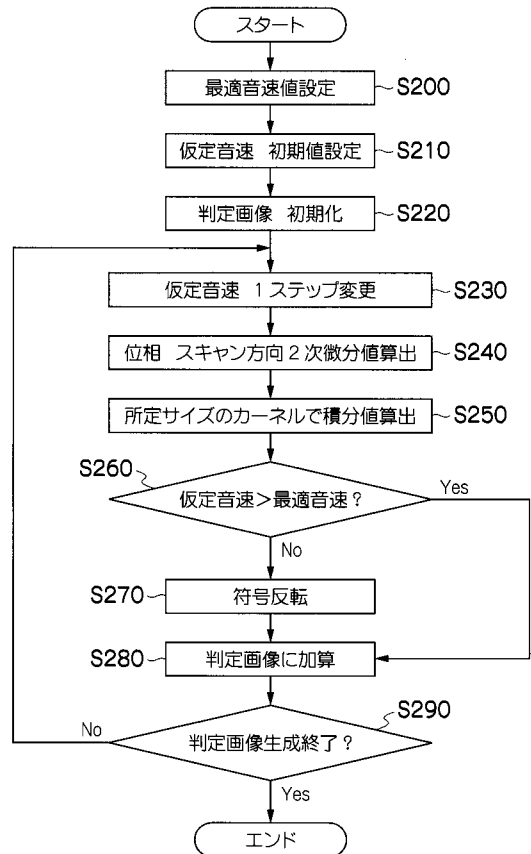 スタート
最適音速値設定 S200
仮定音速 初期値設定 S210
判定画像 初期化 S220
仮定音速 1ステップ変更 S230
位相 スキャン方向2次微分値算出 S240
所定サイズのカーネルで積分値算出 S250
S260
仮定音速>最適音速? Yes
No
S270 符号反転
S280 判定画像に加算
S290
No 判定画像生成終了?
Yes
エンド